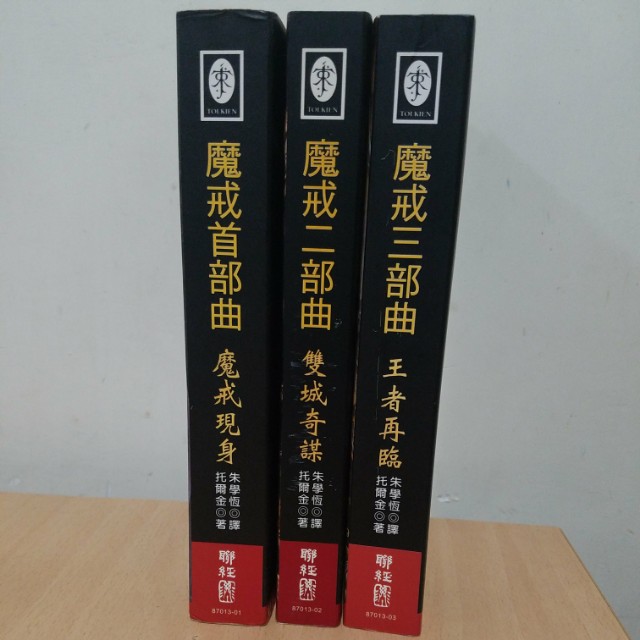 TOLKIEN
魔戒首部曲
魔戒現身
朱學恆◎譯
托爾金◎著
聯經
87013-01
TOLKIEN
魔戒二部曲
雙城奇謀
朱學恆◎譯
托爾金◎著
聯經
87013-02
TOLKIEN
魔戒三部曲
王者再臨
朱學恆◎譯
托爾金◎著
聯經
87013-03